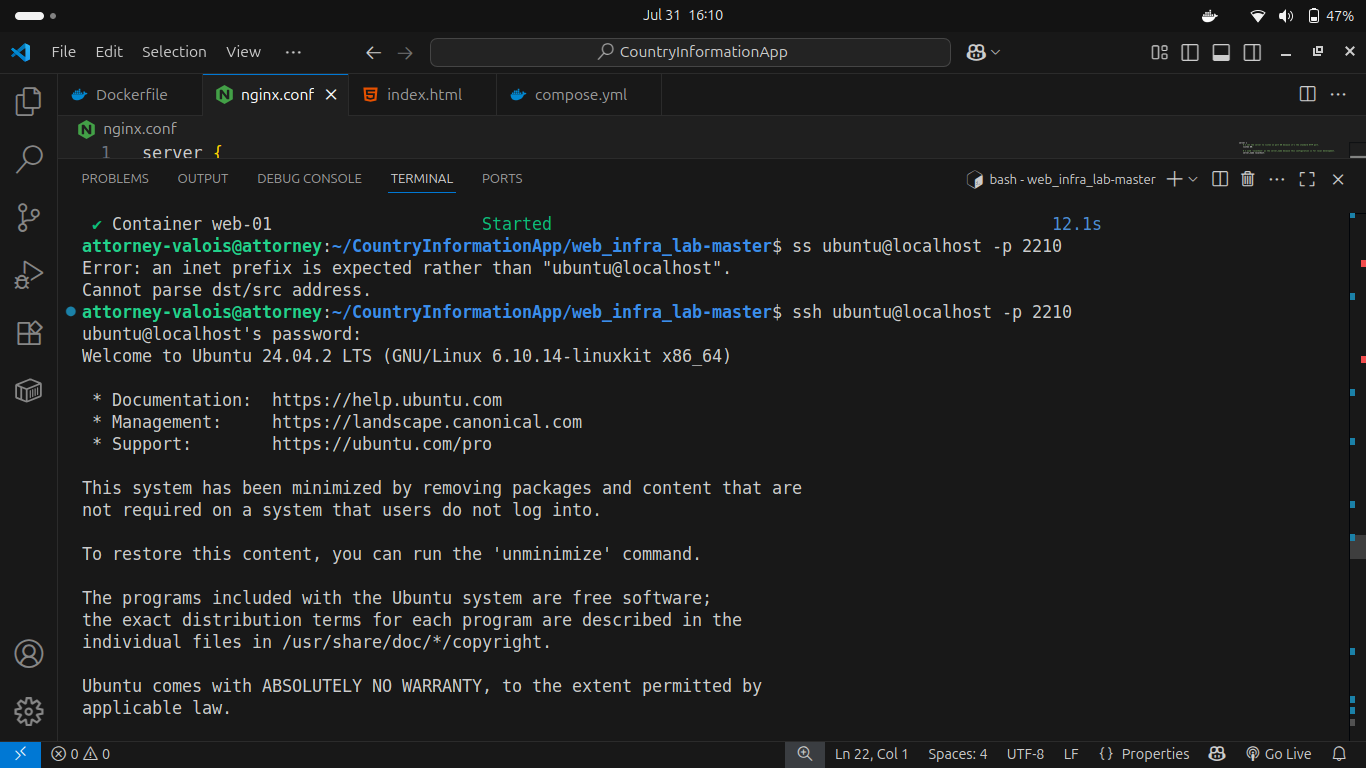 Jul 31 16:10
47%
File Edit Selection View ···
CountryInformationApp
Dockerfile nginx.conf index.html compose.yml
nginx.conf
1 server {
PROBLEMS OUTPUT DEBUG CONSOLE TERMINAL PORTS
bash - web_infra_lab-master
✔ Container web-01 Started 12.1s
attorney-valois@attorney:~/CountryInformationApp/web_infra_lab-master$ ss ubuntu@localhost -p 2210
Error: an inet prefix is expected rather than "ubuntu@localhost".
Cannot parse dst/src address.
attorney-valois@attorney:~/CountryInformationApp/web_infra_lab-master$ ssh ubuntu@localhost -p 2210
ubuntu@localhost's password:
Welcome to Ubuntu 24.04.2 LTS (GNU/Linux 6.10.14-linuxkit x86_64)
* Documentation: https://help.ubuntu.com
* Management: https://landscape.canonical.com
* Support: https://ubuntu.com/pro
This system has been minimized by removing packages and content that are
not required on a system that users do not log into.
To restore this content, you can run the 'unminimize' command.
The programs included with the Ubuntu system are free software;
the exact distribution terms for each program are described in the
individual files in /usr/share/doc/*/copyright.
Ubuntu comes with ABSOLUTELY NO WARRANTY, to the extent permitted by
applicable law.
0 0 Ln 22, Col 1 Spaces: 4 UTF-8 LF {} Properties Go Live